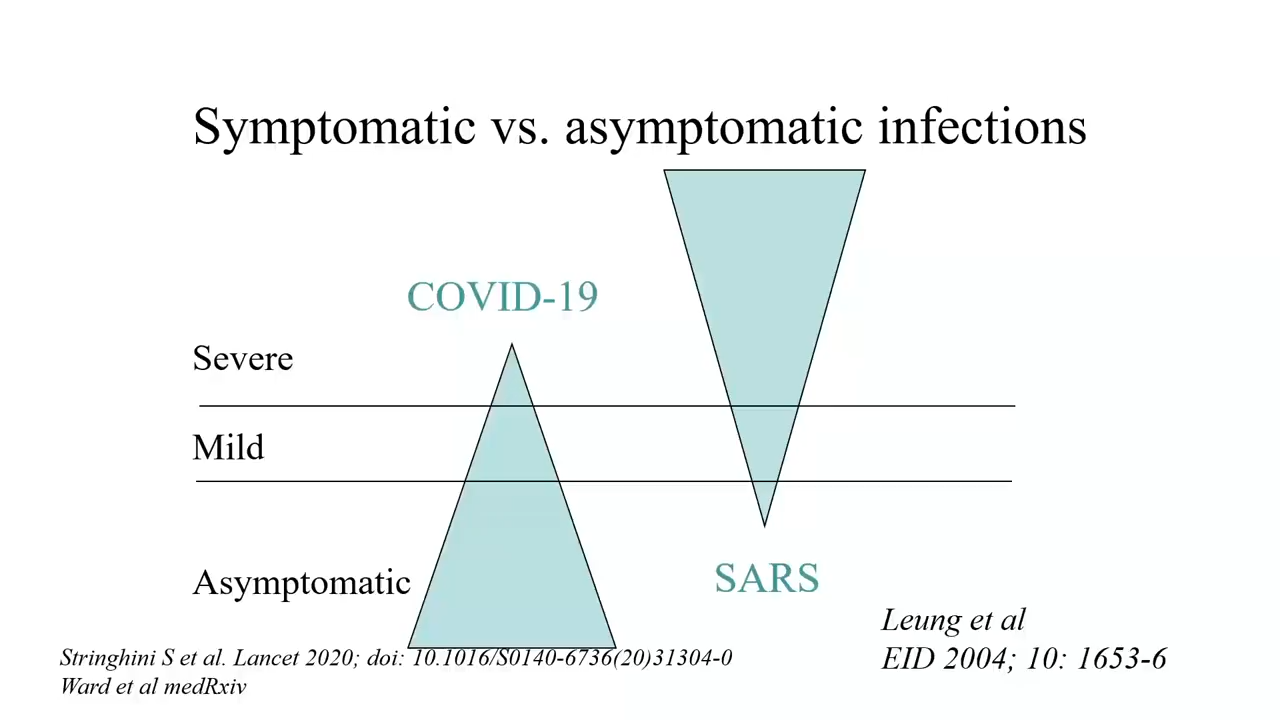 Symptomatic vs. asymptomatic infections
COVID-19
Severe
Mild
Asymptomatic
SARS
Leung et al
EID 2004; 10: 1653-6
Stringhini S et al. Lancet 2020; doi: 10.1016/S0140-6736(20)31304-0
Ward et al medRxiv